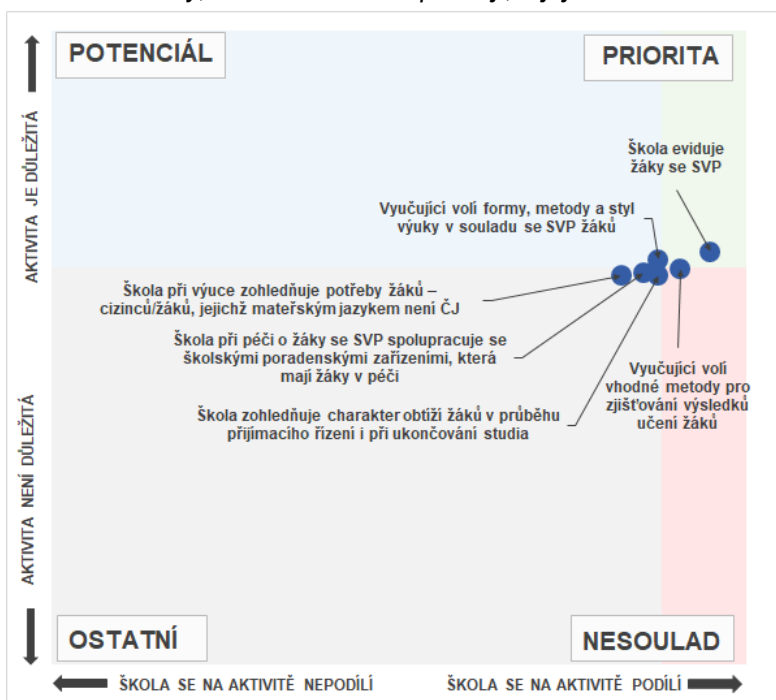 POTENCIÁL
PRIORITA
AKTIVITA JE DŮLEŽITÁ
Škola eviduje
žáky se SVP
Vyučující volí formy, metody a styl
výuky v souladu se SVP žáků
Škola při výuce zohledňuje potřeby žáků –
cizinců/žáků, jejichž mateřským jazykem není ČJ
Škola při péči o žáky se SVP spolupracuje se
školskými poradenskými zařízeními, která
mají žáky v péči
Vyučující volí
vhodné metody pro
zjišťování výsledků
učení žáků
Škola zohledňuje charakter obtíží žáků v průběhu
přijímacího řízení i při ukončování studia
AKTIVITA NENÍ DŮLEŽITÁ
OSTATNÍ
NESOULAD
ŠKOLA SE NA AKTIVITĚ NEPODÍLÍ
ŠKOLA SE NA AKTIVITĚ PODÍLÍ